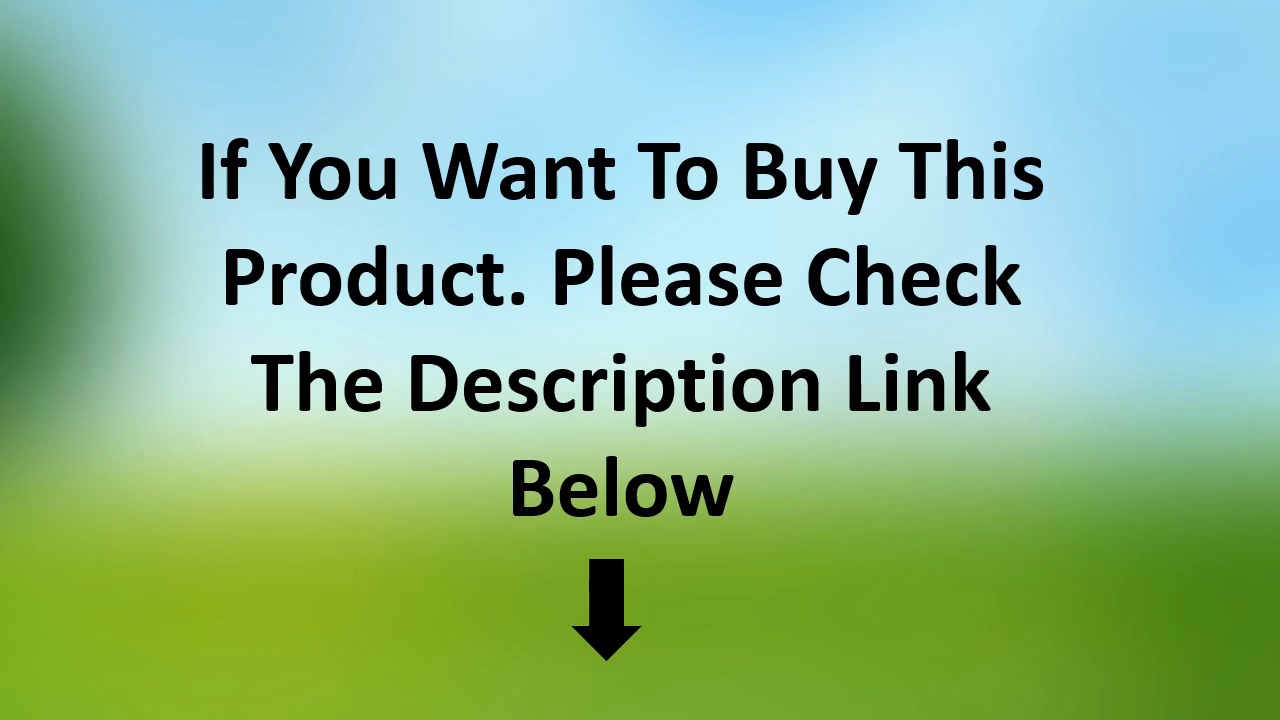 If You Want To Buy This
Product. Please Check
The Description Link
Below